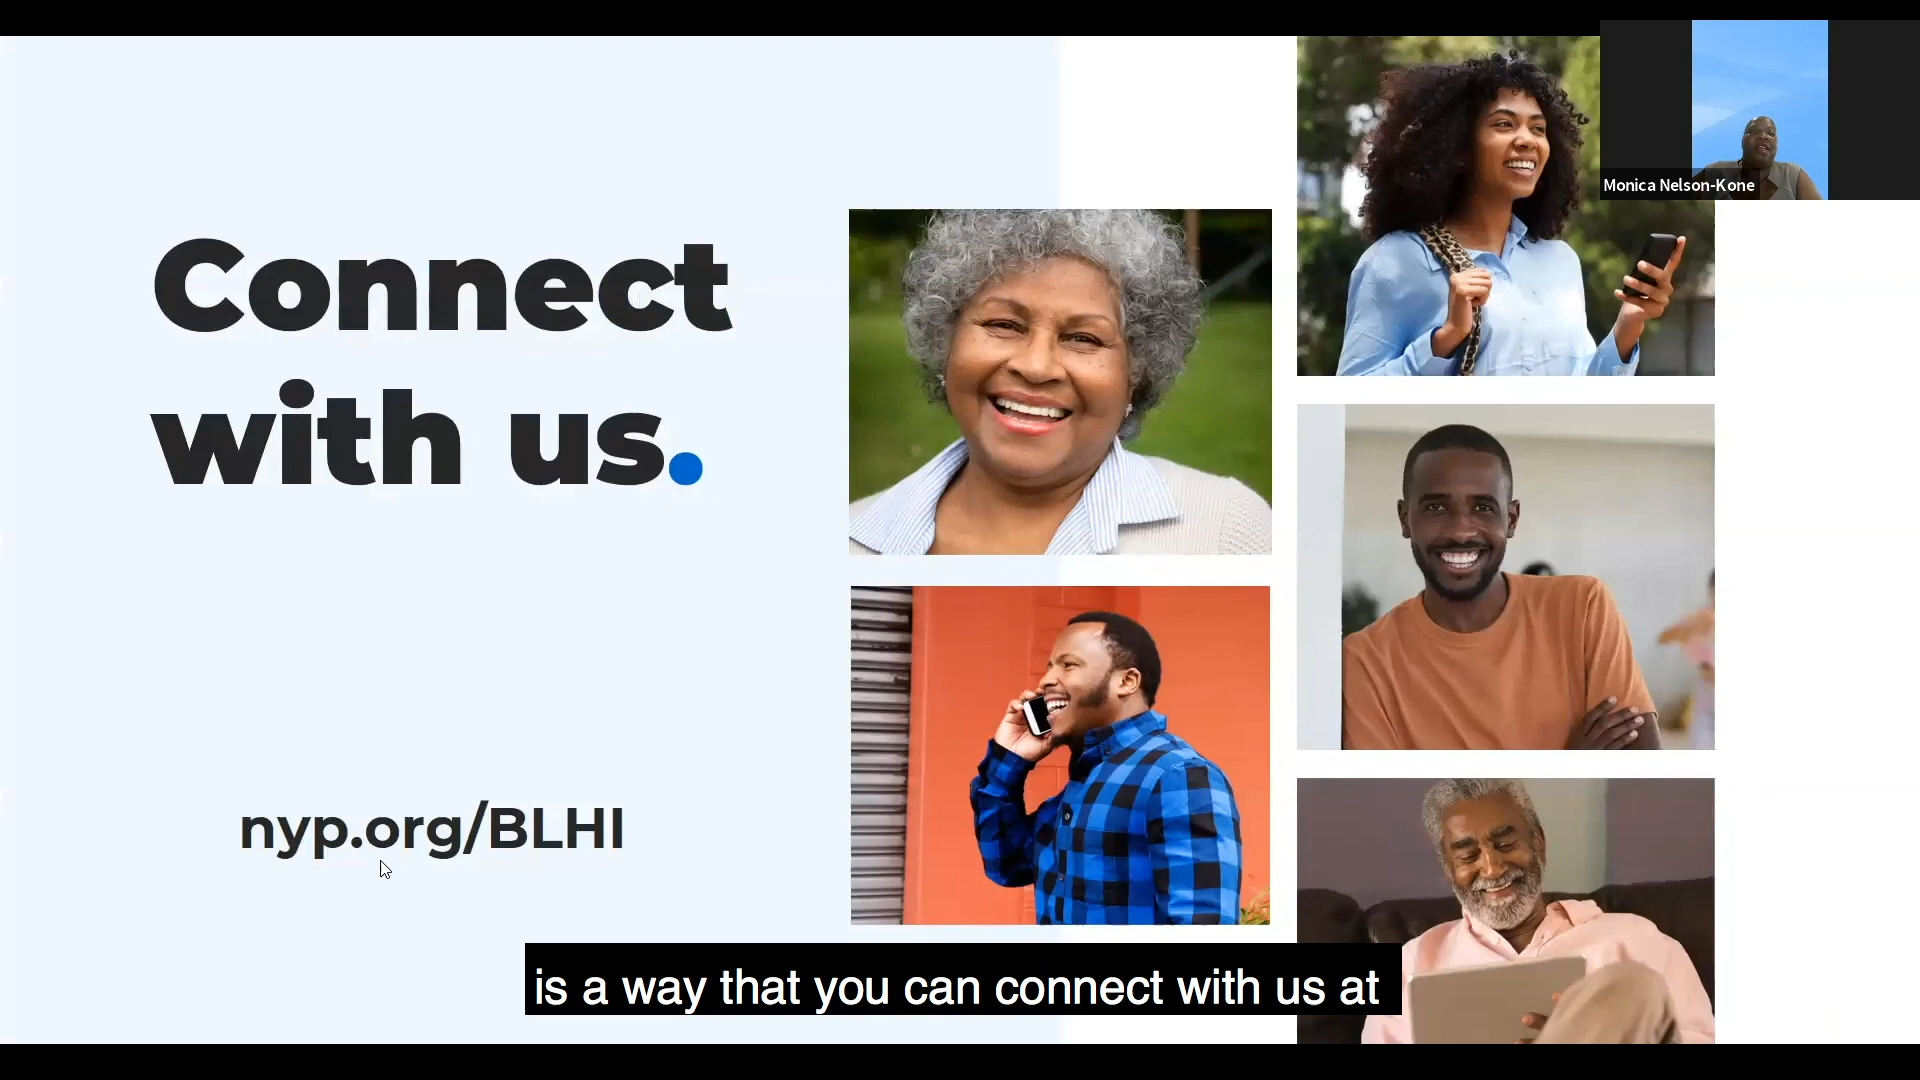 Monica Nelson-Kone
Connect
with us.
nyp.org/BLHI
is a way that you can connect with us at